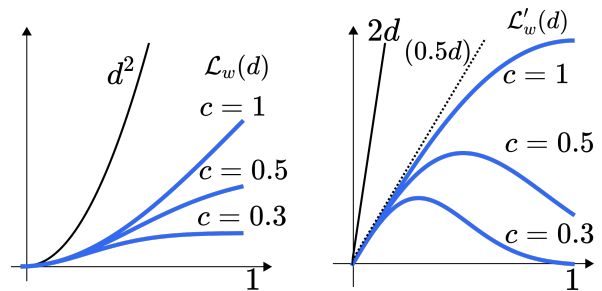 d²
ℒ_w(d)
c = 1
c = 0.5
c = 0.3
1
2d
(0.5d)
ℒ′_w(d)
c = 1
c = 0.5
c = 0.3
1